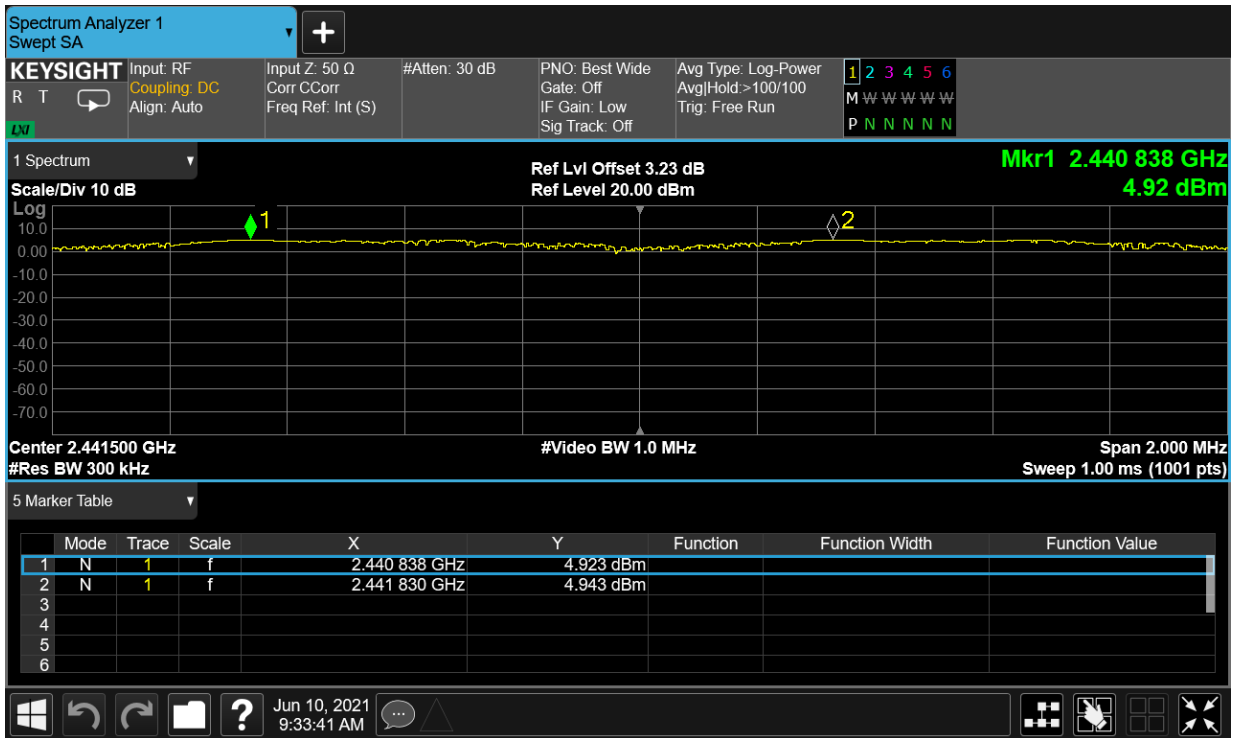 Spectrum Analyzer 1
Swept SA
KEYSIGHT
R T
LXI
Input: RF
Coupling: DC
Align: Auto
Input Z: 50 Ω
Corr CCorr
Freq Ref: Int (S)
#Atten: 30 dB
PNO: Best Wide
Gate: Off
IF Gain: Low
Sig Track: Off
Avg Type: Log-Power
Avg|Hold:>100/100
Trig: Free Run
1 2 3 4 5 6
M W W W W W
P N N N N N
1 Spectrum
Scale/Div 10 dB
Ref Lvl Offset 3.23 dB
Ref Level 20.00 dBm
Mkr1 2.440 838 GHz
4.92 dBm
Log
1
2
10.0
0.00
-10.0
-20.0
-30.0
-40.0
-50.0
-60.0
-70.0
Center 2.441500 GHz
#Res BW 300 kHz
#Video BW 1.0 MHz
Span 2.000 MHz
Sweep 1.00 ms (1001 pts)
5 Marker Table
Mode Trace Scale X Y Function Function Width Function Value
1 N 1 f 2.440 838 GHz 4.923 dBm
2 N 1 f 2.441 830 GHz 4.943 dBm
3
4
5
6
?
Jun 10, 2021
9:33:41 AM